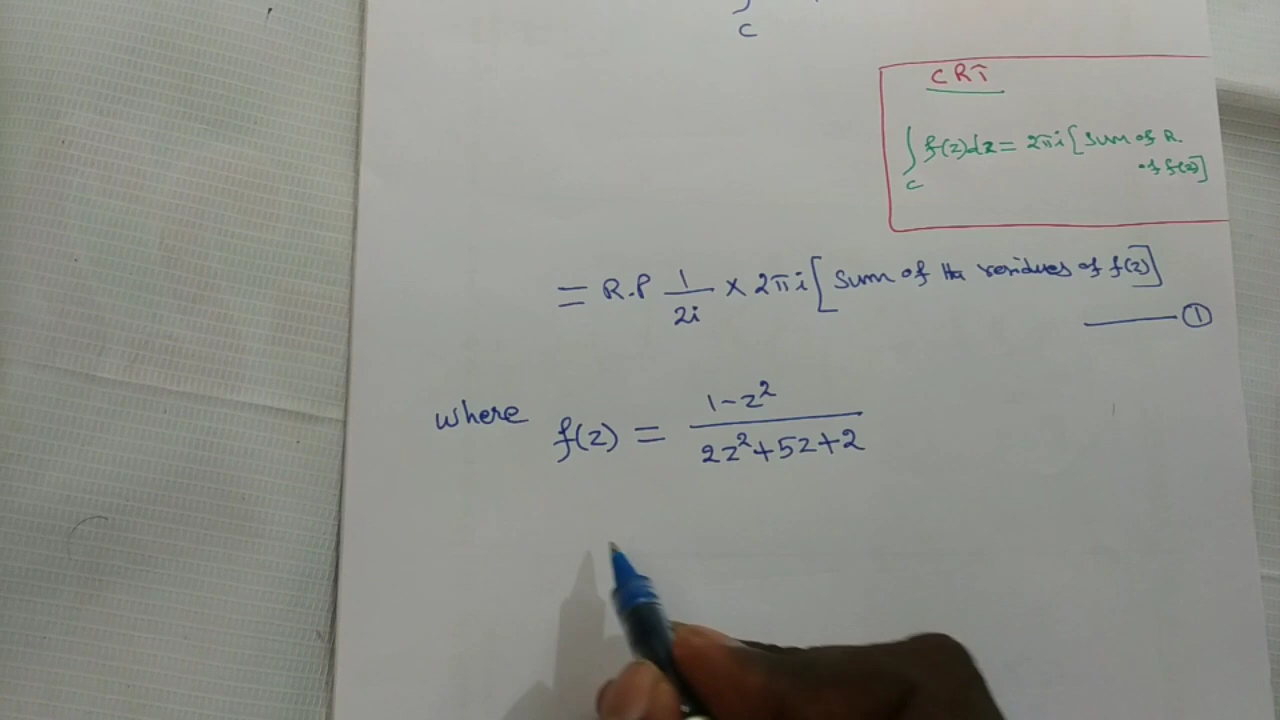 C
CRT
∫ f(z)dz = 2πi [Sum of R.
C
of f(z)]
= R.P 1/2i × 2πi [Sum of the residues of f(z)]
①
where f(z) = 1-z² / 2z²+5z+2